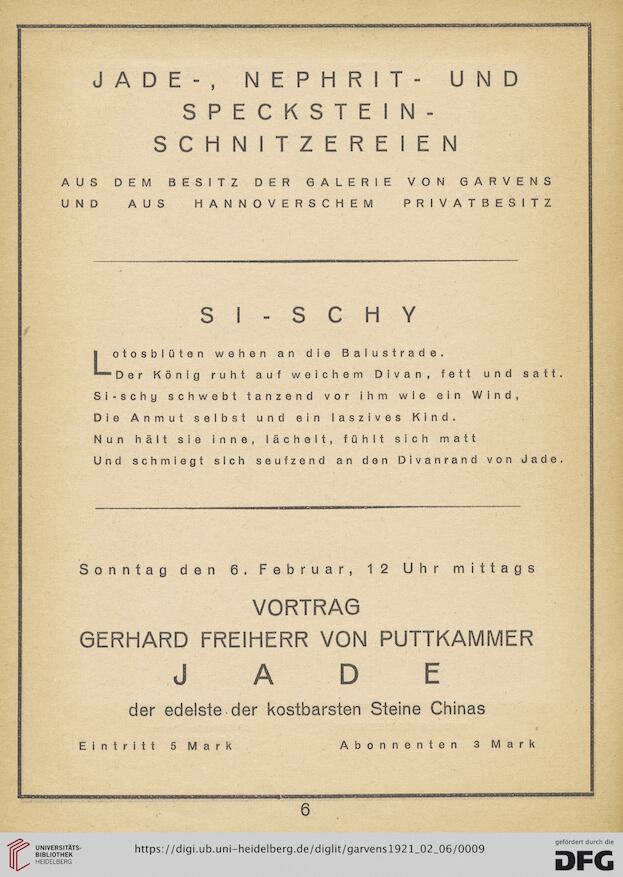 JADE-, NEPHRIT- UND
SPECKSTEIN-
SCHNITZEREIEN
AUS DEM BESITZ DER GALERIE VON GARVENS
UND AUS HANNOVERSCHEM PRIVATBESITZ
SI-SCHY
Lotosblüten wehen an die Balustrade.
Der König ruht auf weichem Divan, fett und satt.
Si-schy schwebt tanzend vor ihm wie ein Wind,
Die Anmut selbst und ein laszives Kind.
Nun hält sie inne, lächelt, fühlt sich matt
Und schmiegt sich seufzend an den Divanrand von Jade.
Sonntag den 6. Februar, 12 Uhr mittags
VORTRAG
GERHARD FREIHERR VON PUTTKAMMER
JADE
der edelste der kostbarsten Steine Chinas
Eintritt 5 Mark Abonnenten 3 Mark
6
UNIVERSITÄTS-
BIBLIOTHEK
HEIDELBERG
https://digi.ub.uni-heidelberg.de/diglit/garvens1921_02_06/0009
gefördert durch die
DFG